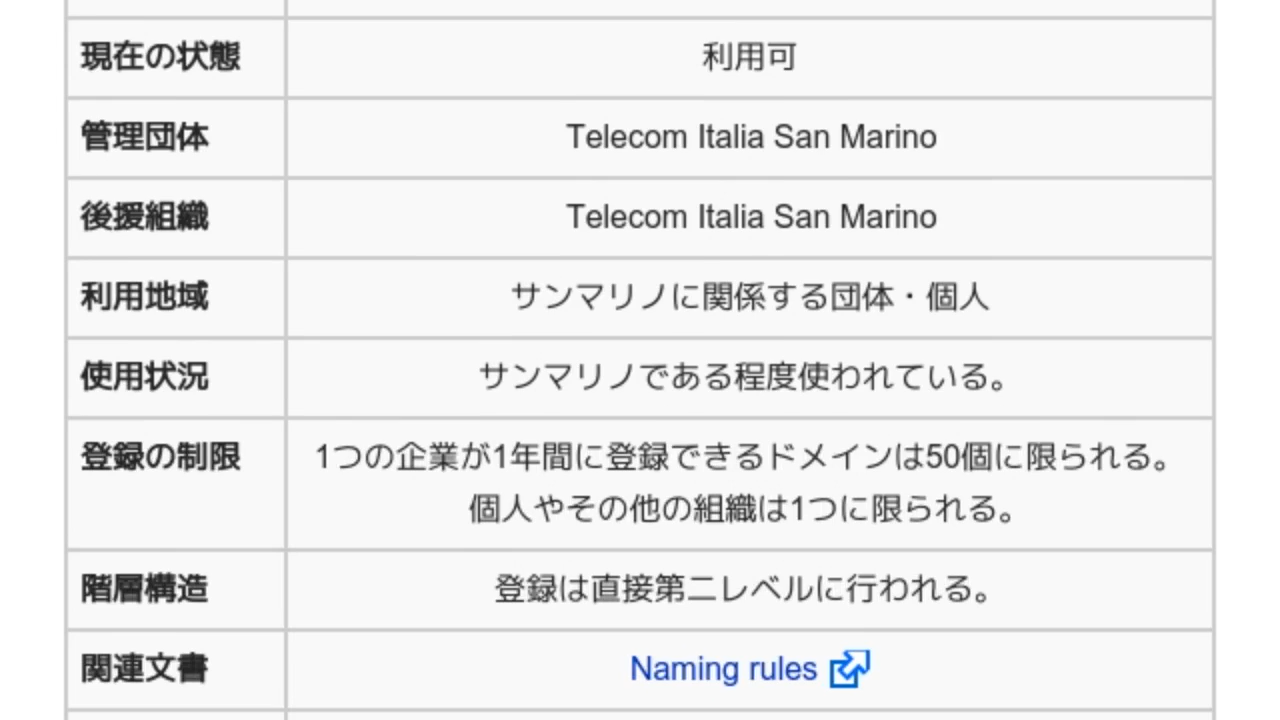 現在の状態
利用可
管理団体
Telecom Italia San Marino
後援組織
Telecom Italia San Marino
利用地域
サンマリノに関係する団体・個人
使用状況
サンマリノである程度使われている。
登録の制限
1つの企業が1年間に登録できるドメインは50個に限られる。
個人やその他の組織は1つに限られる。
階層構造
登録は直接第二レベルに行われる。
関連文書
Naming rules